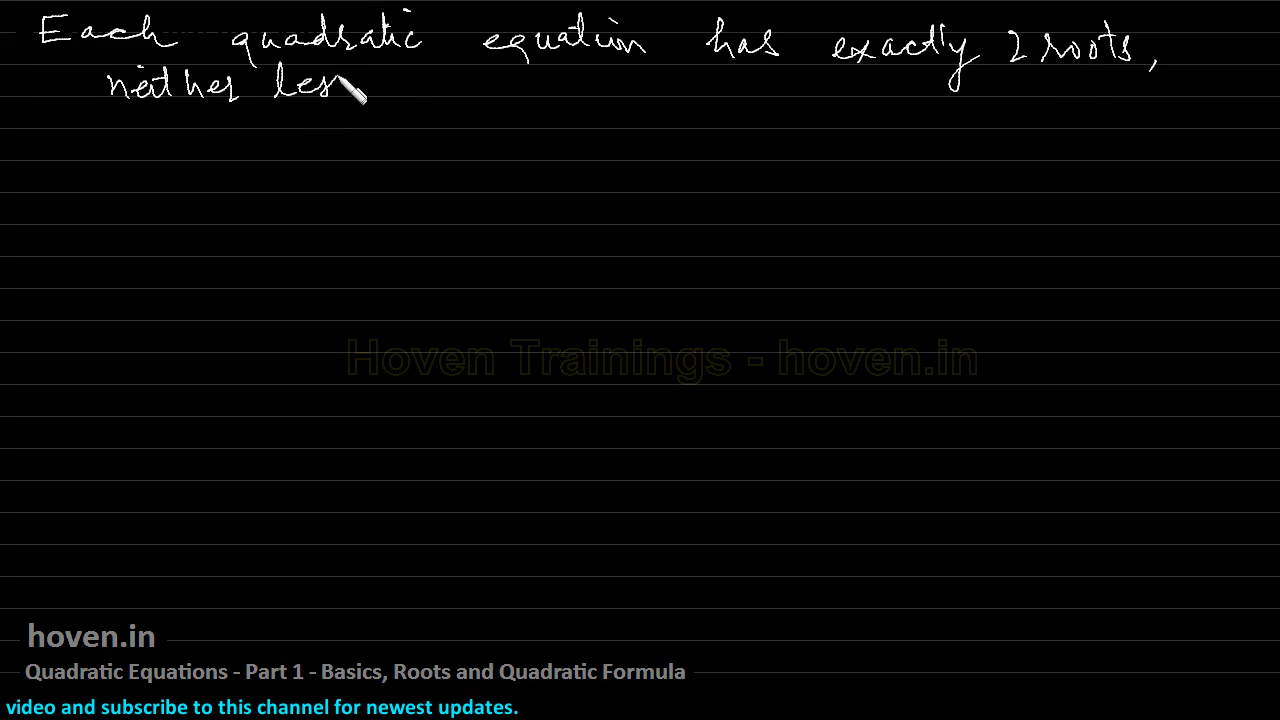 Each quadratic equation has exactly 2 roots,
neither les
Hoven Trainings - hoven.in
hoven.in
Quadratic Equations - Part 1 - Basics, Roots and Quadratic Formula
video and subscribe to this channel for newest updates.